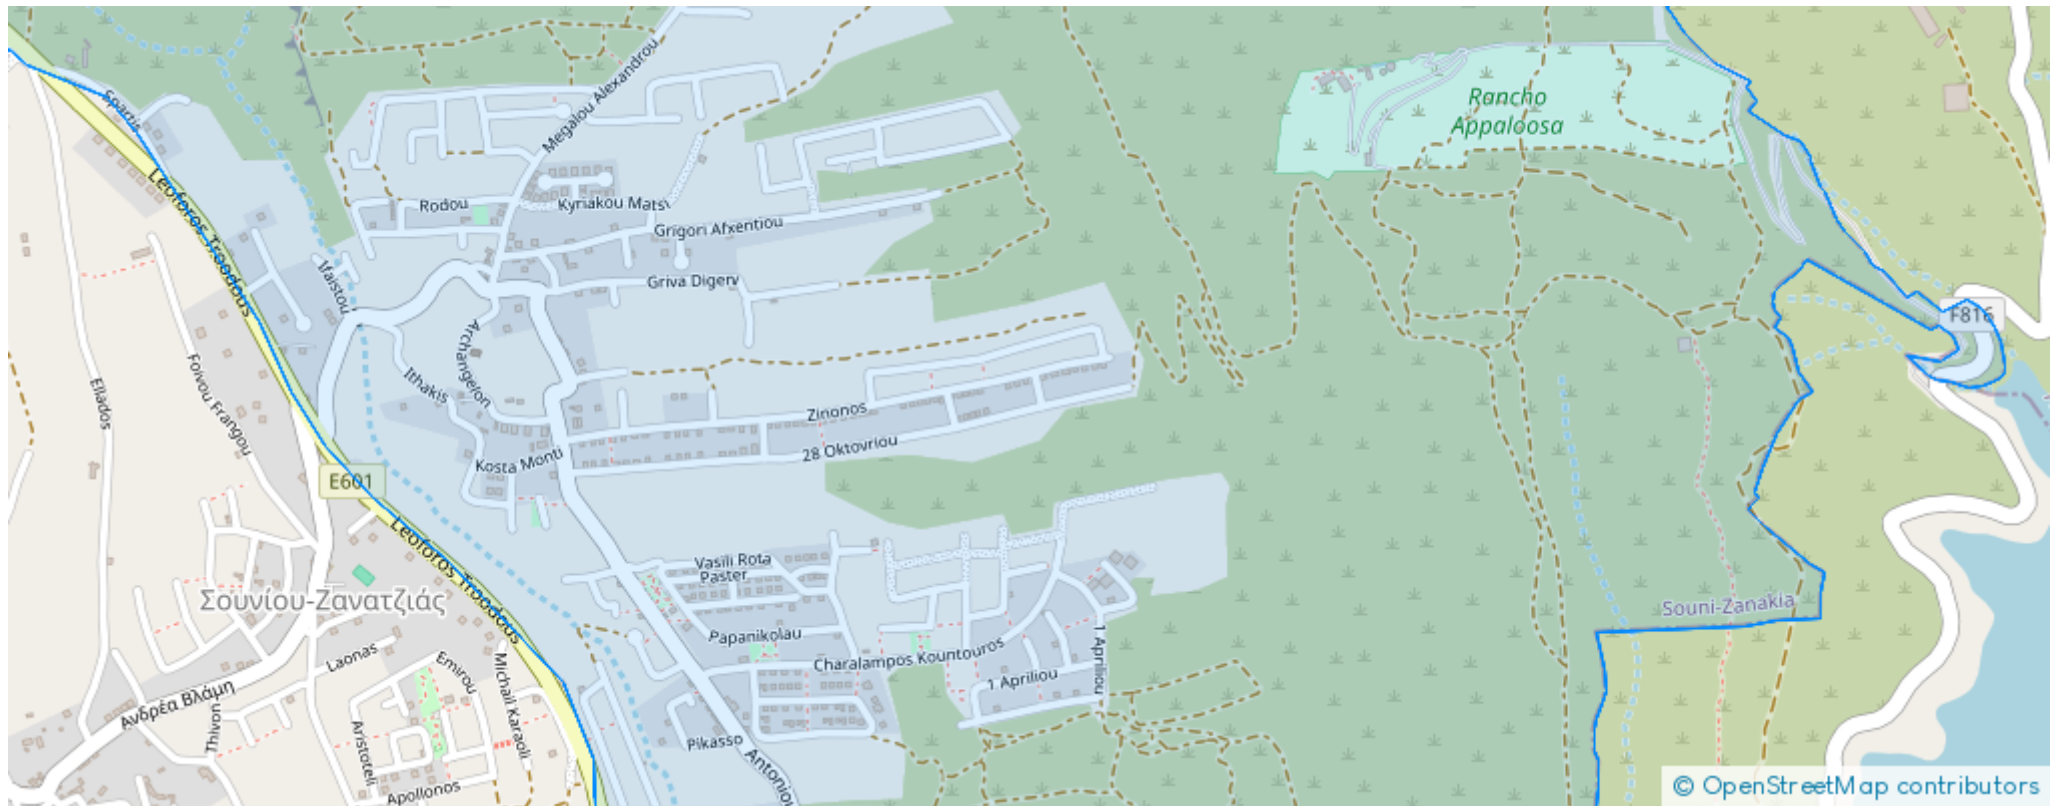 Spartis
Megalou Alexandrou
Rancho
Appaloosa
Leoforos Troodous
Rodou
Kyriakou Mats
Grigori Afxentiou
Ifaistou
Griva Digeni
F816
Archangelon
Foivou Frangou
Ellados
Ithakis
Zinonos
28 Oktovriou
Kosta Monti
E601
Leoforos Troodous
Vasili Rota
Paster
Σουνίου-Ζανατζιάς
Souni-Zanakia
Papanikolau
1 Apriliou
Charalampos Kountouros
Laonas
Emirou
Michail Karaoli
1 Apriliou
Ανδρέα Βλάμη
Thivon
Aristoteli
Pikasso
Antoniou
Apollonos
© OpenStreetMap contributors